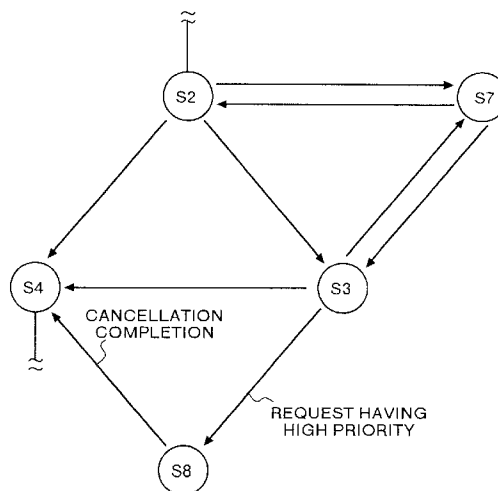 S2
S7
S4
S3
CANCELLATION
COMPLETION
REQUEST HAVING
HIGH PRIORITY
S8